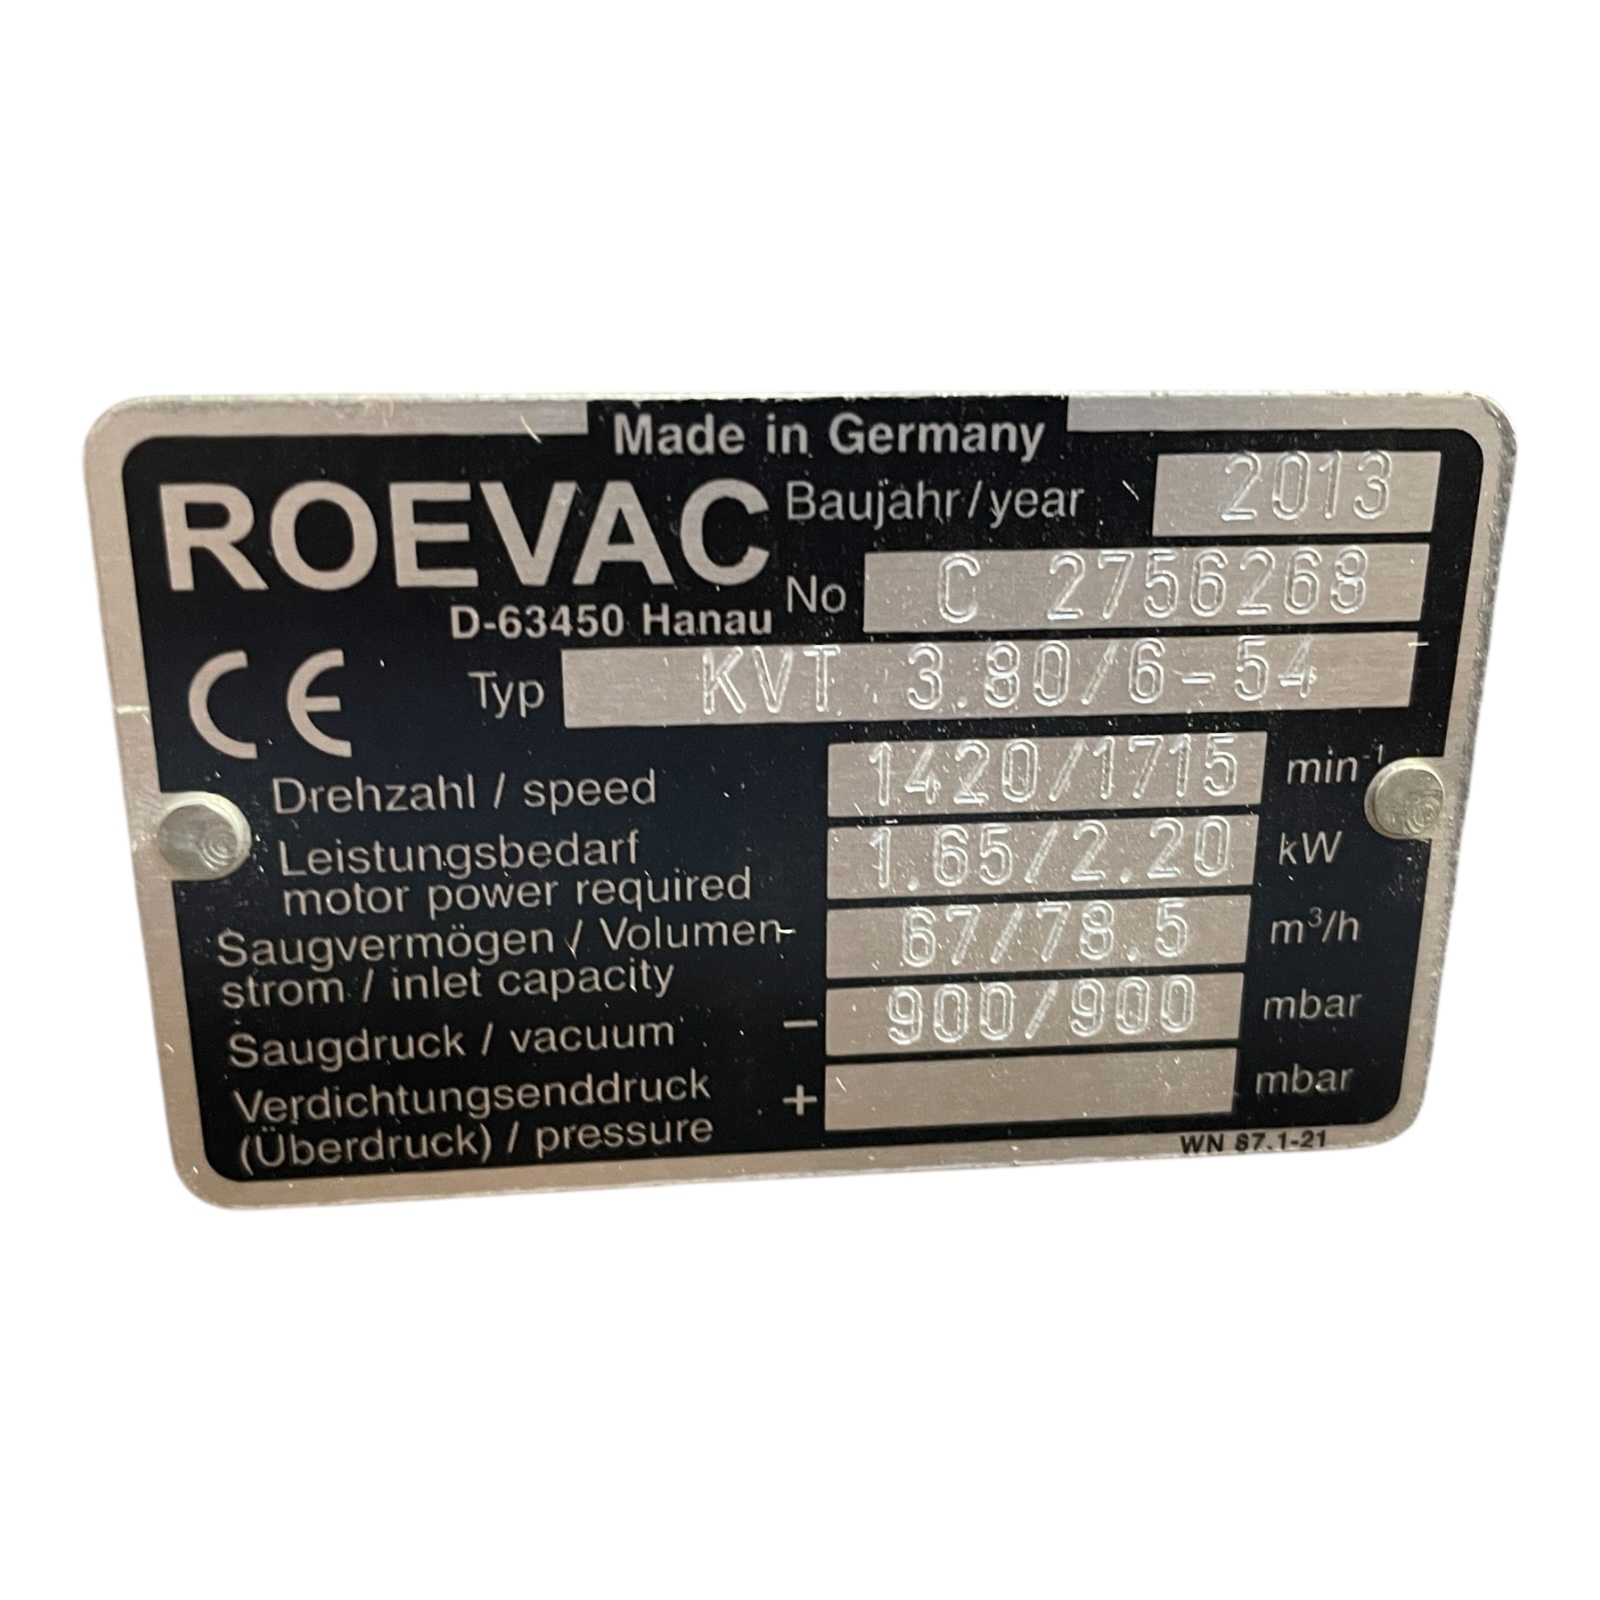 Made in Germany
ROEVAC Baujahr/year 2013
D-63450 Hanau No C 2756268
CE Typ KVT 3.80/6-54
Drehzahl / speed 1420/1715 min⁻¹
Leistungsbedarf
motor power required 1.65/2.20 kW
Saugvermögen / Volumen-
strom / inlet capacity 67/78.5 m³/h
Saugdruck / vacuum − 900/900 mbar
Verdichtungsenddruck
(Überdruck) / pressure + mbar
WN 87.1-21